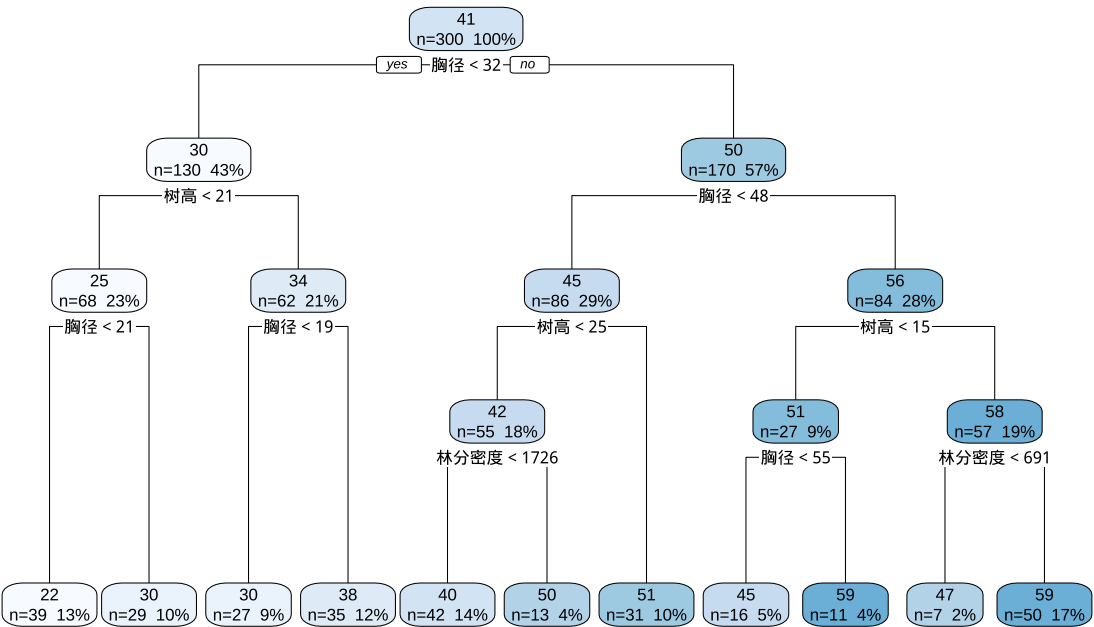 41
n=300 100%
yes 胸径 < 32 no
30
n=130 43%
50
n=170 57%
树高 < 21
胸径 < 48
25
n=68 23%
34
n=62 21%
45
n=86 29%
56
n=84 28%
胸径 < 21
胸径 < 19
树高 < 25
树高 < 15
42
n=55 18%
51
n=27 9%
58
n=57 19%
林分密度 < 1726
胸径 < 55
林分密度 < 691
22
n=39 13%
30
n=29 10%
30
n=27 9%
38
n=35 12%
40
n=42 14%
50
n=13 4%
51
n=31 10%
45
n=16 5%
59
n=11 4%
47
n=7 2%
59
n=50 17%